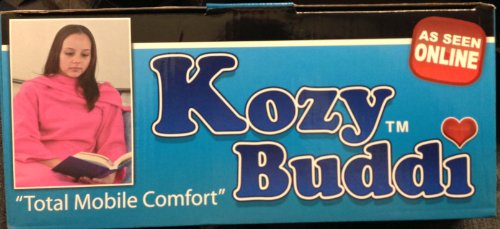 AS SEEN
ONLINE
Kozy™
Buddi
"Total Mobile Comfort"